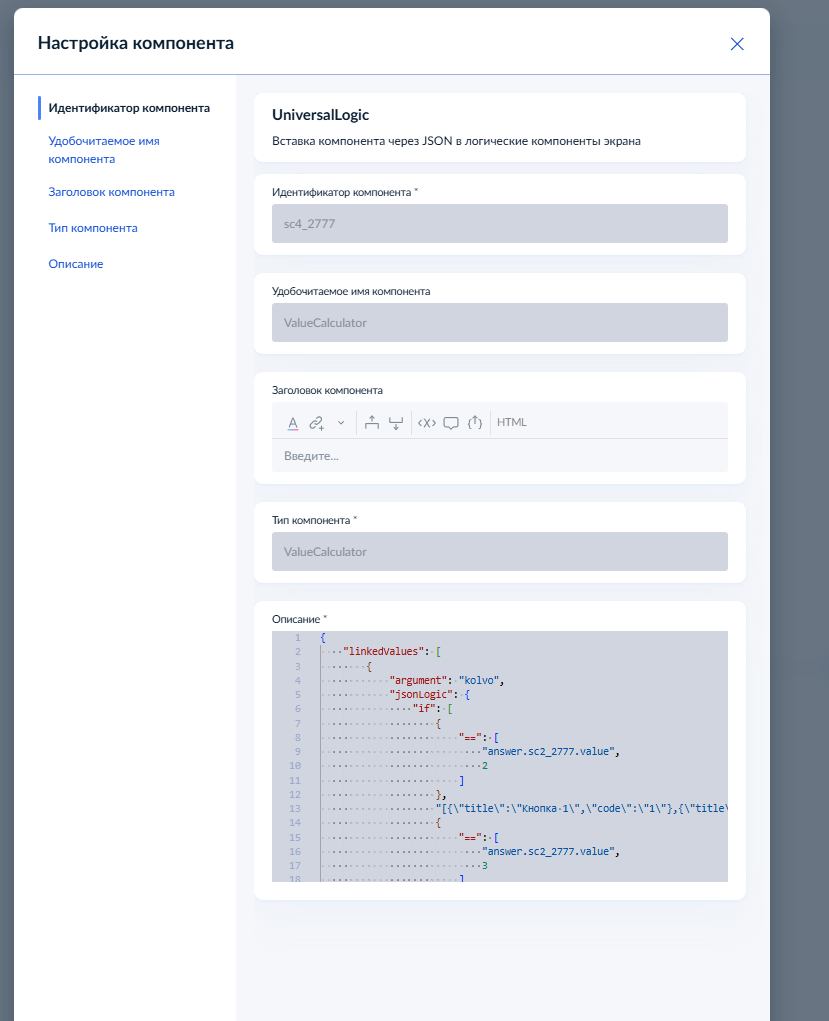 Настройка компонента
Идентификатор компонента
Удобочитаемое имя
компонента
Заголовок компонента
Тип компонента
Описание
UniversalLogic
Вставка компонента через JSON в логические компоненты экрана
Идентификатор компонента *
sc4_2777
Удобочитаемое имя компонента
ValueCalculator
Заголовок компонента
A <X> HTML
Введите...
Тип компонента *
ValueCalculator
Описание *
1 {
2 "linkedValues": [
3 {
4 "argument": "kolvo",
5 "jsonLogic": {
6 "if": [
7 {
8 "==": [
9 "answer.sc2_2777.value",
10 2
11 ]
12 },
13 "[{\"title\":\"Кнопка 1\",\"code\":\"1\"},{\"title\
14 {
15 "==": [
16 "answer.sc2_2777.value",
17 3
18 ]